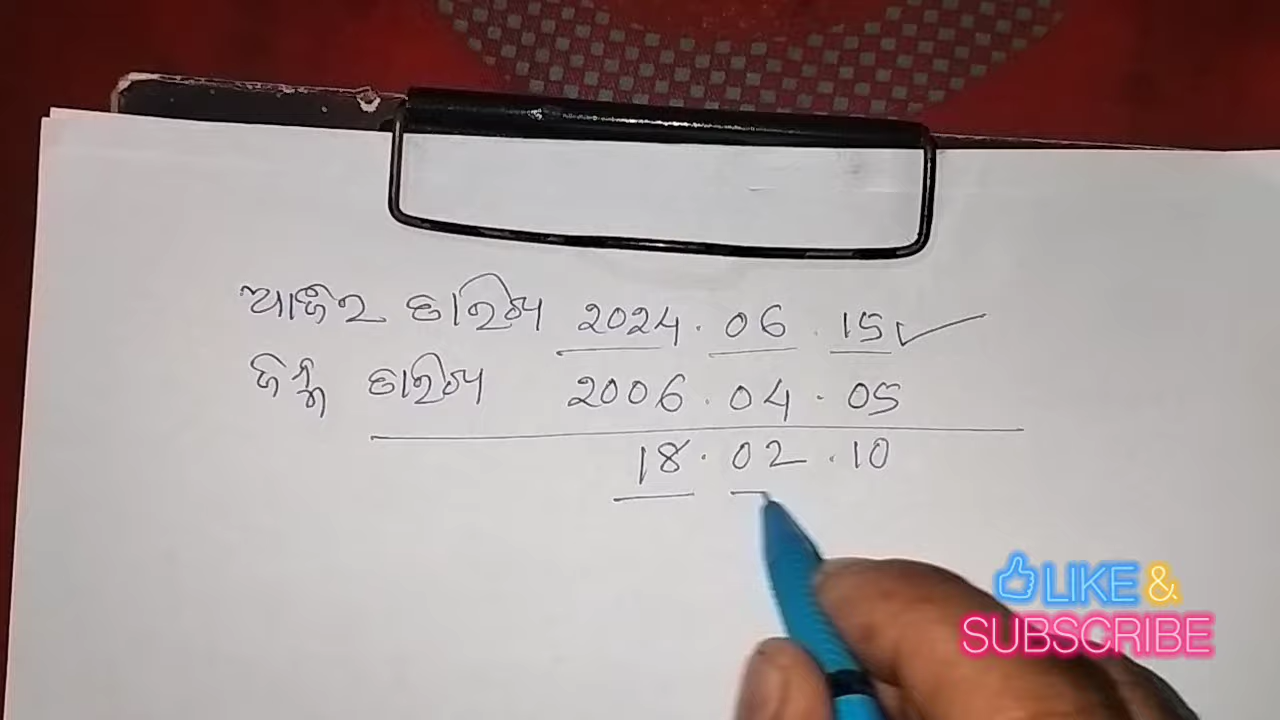 ଆଜିର ତାରିଖ 2024 . 06 . 15
ଜନ୍ମ ତାରିଖ 2006 . 04 . 05
18 . 02 . 10
LIKE &
SUBSCRIBE